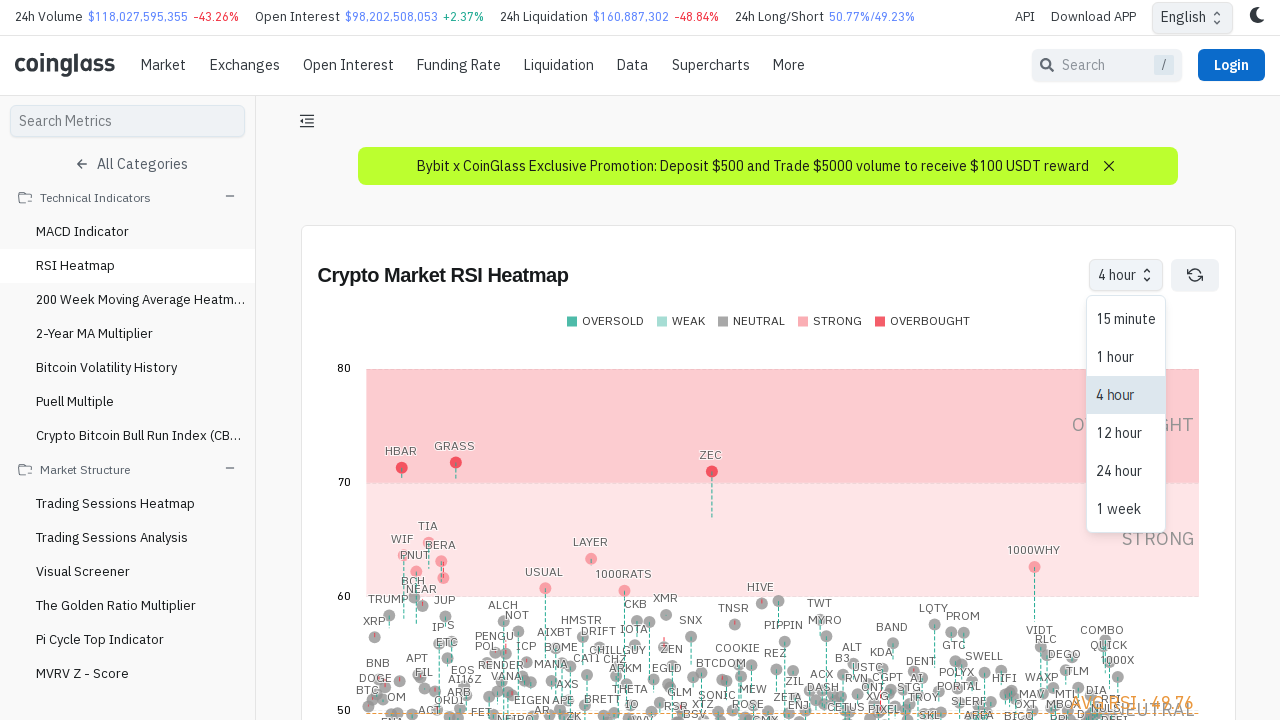 24h Volume $118,027,595,355 -43.26% Open Interest $98,202,508,053 +2.37% 24h Liquidation $160,887,302 -48.84% 24h Long/Short 50.77%/49.23% API Download APP English
coinglass Market Exchanges Open Interest Funding Rate Liquidation Data Supercharts More Search / Login
Search Metrics
All Categories
Technical Indicators
MACD Indicator
RSI Heatmap
200 Week Moving Average Heatm...
2-Year MA Multiplier
Bitcoin Volatility History
Puell Multiple
Crypto Bitcoin Bull Run Index (CB...
Market Structure
Trading Sessions Heatmap
Trading Sessions Analysis
Visual Screener
The Golden Ratio Multiplier
Pi Cycle Top Indicator
MVRV Z - Score
Bybit x CoinGlass Exclusive Promotion: Deposit $500 and Trade $5000 volume to receive $100 USDT reward
Crypto Market RSI Heatmap
4 hour
15 minute
1 hour
4 hour
12 hour
24 hour
1 week
OVERSOLD WEAK NEUTRAL STRONG OVERBOUGHT
80
HBAR GRASS ZEC
70
STRONG
TIA
WIF BERA
PNUT LAYER 1000WHY
USUAL 1000RATS
BCH
NEAR HIVE
60
TRUMP JUP ALCH CKB XMR TNSR TWT LQTY
XRP NOT HMSTR SNX MYRO PROM
IP'S AIXBT DRIFT IOTA PIPPIN BAND VIDT COMBO
ETC PENGU POL ICP BOME CHILLGUY ZEN COOKIE REZ ALT KDA GTC RLC QUICK
BNB APT RENDER MANA CATI CHZ BTCDOM B3 DENT SWELL DEGO 1000X
DOGE FIL EOS VANA AXS ARKM EGLD ACX RVN USTC CGPT AI POLYX HIFI WAXP TLM
BTC ARB AI16Z EIGEN APE THETA GLM SONIC MEW ZETA ZIL DASH ONT STG PORTAL MAV MTL DIA
ORDI BRETT XTZ ROSE ENJ XVG TROY SLERF OXT MBOX
50
ACT FET CETUS PIXEL SKL BICO AVG RSI : 49.76
NEUTRAL